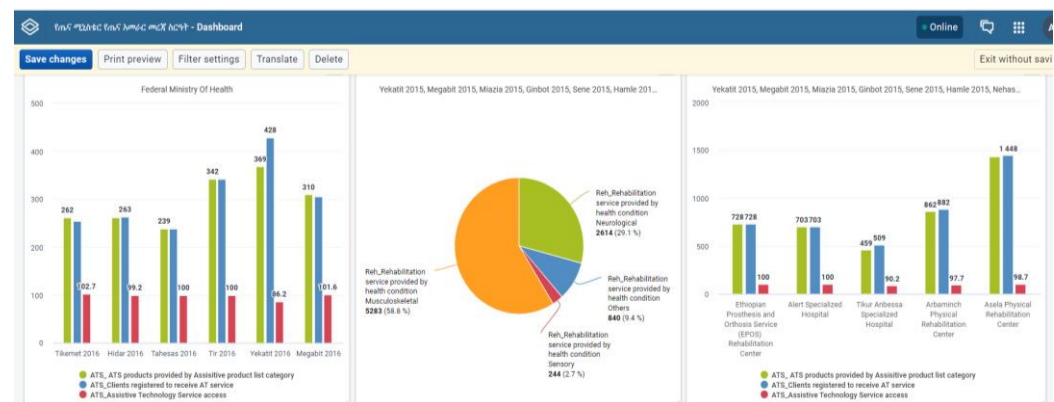 የጤና ሚኒስቴር የጤና አመራር መረጃ ስርዓት - Dashboard
Online
Save changes
Print preview
Filter settings
Translate
Delete
Exit without savi
Federal Ministry Of Health
500
400
300
200
100
0
262
102.7
263
99.2
239
100
342
100
369
428
86.2
310
101.6
Tikemet 2016
Hidar 2016
Tahesas 2016
Tir 2016
Yekatit 2016
Megabit 2016
ATS_ ATS products provided by Assisitive product list category
ATS_Clients registered to receive AT service
ATS_Assistive Technology Service access
Yekatit 2015, Megabit 2015, Miazia 2015, Ginbot 2015, Sene 2015, Hamle 201...
Reh_Rehabilitation
service provided by
health condition
Neurological
2614 (29.1 %)
Reh_Rehabilitation
service provided by
health condition
Others
840 (9.4 %)
Reh_Rehabilitation
service provided by
health condition
Sensory
244 (2.7 %)
Reh_Rehabilitation
service provided by
health condition
Musculoskeletal
5283 (58.8 %)
Yekatit 2015, Megabit 2015, Miazia 2015, Ginbot 2015, Sene 2015, Hamle 2015, Nehas...
2000
1500
1000
500
0
728 728
100
703 703
100
459 509
90.2
862 882
97.7
1 448
98.7
Ethiopian
Prosthesis and
Orthosis Service
(EPOS)
Rehabilitation
Center
Alert Specialized
Hospital
Tikur Anbessa
Specialized
Hospital
Arbaminch
Physical
Rehabilitation
Center
Asela Physical
Rehabilitation
Center
ATS_ ATS products provided by Assisitive product list category
ATS_Clients registered to receive AT service
ATS_Assistive Technology Service access